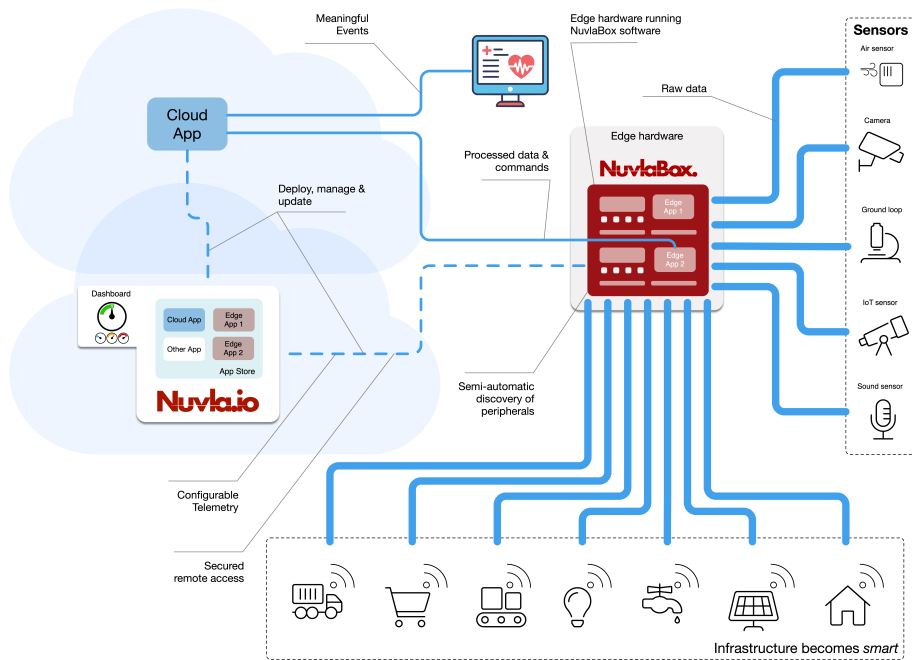 Meaningful
Events
Edge hardware running
NuvlaBox software
Sensors
Air sensor
Raw data
Camera
Cloud
App
Edge hardware
NuvlaBox.
Processed data &
commands
Deploy, manage &
update
Edge
App 1
Ground loop
Edge
App 2
Dashboard
Cloud App
Edge
App 1
Other App
Edge
App 2
App Store
Nuvla.io
IoT sensor
Semi-automatic
discovery of
peripherals
Sound sensor
Configurable
Telemetry
Secured
remote access
Infrastructure becomes smart